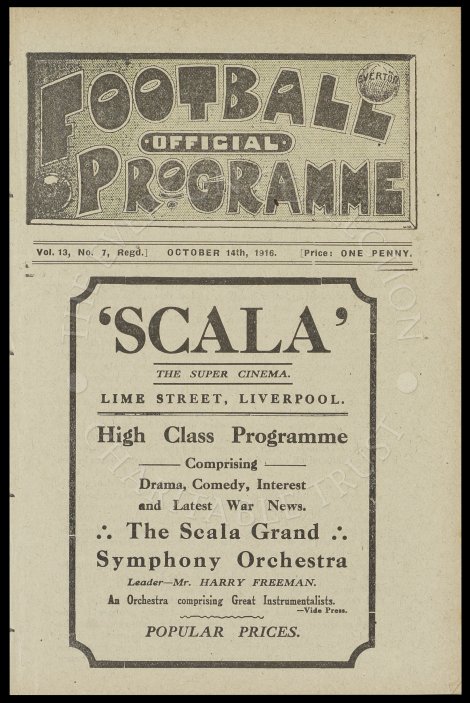 FOOTBALL
EVERTON
·OFFICIAL·
PROGRAMME
Vol. 13, No. 7, Regd.] OCTOBER 14th, 1916. [Price: ONE PENNY.
'SCALA'
THE SUPER CINEMA.
LIME STREET, LIVERPOOL.
High Class Programme
Comprising
Drama, Comedy, Interest
and Latest War News.
∴ The Scala Grand ∴
Symphony Orchestra
Leader—Mr. HARRY FREEMAN.
An Orchestra comprising Great Instrumentalists.
—Vide Press.
POPULAR PRICES.
CHARITABLE TRUST